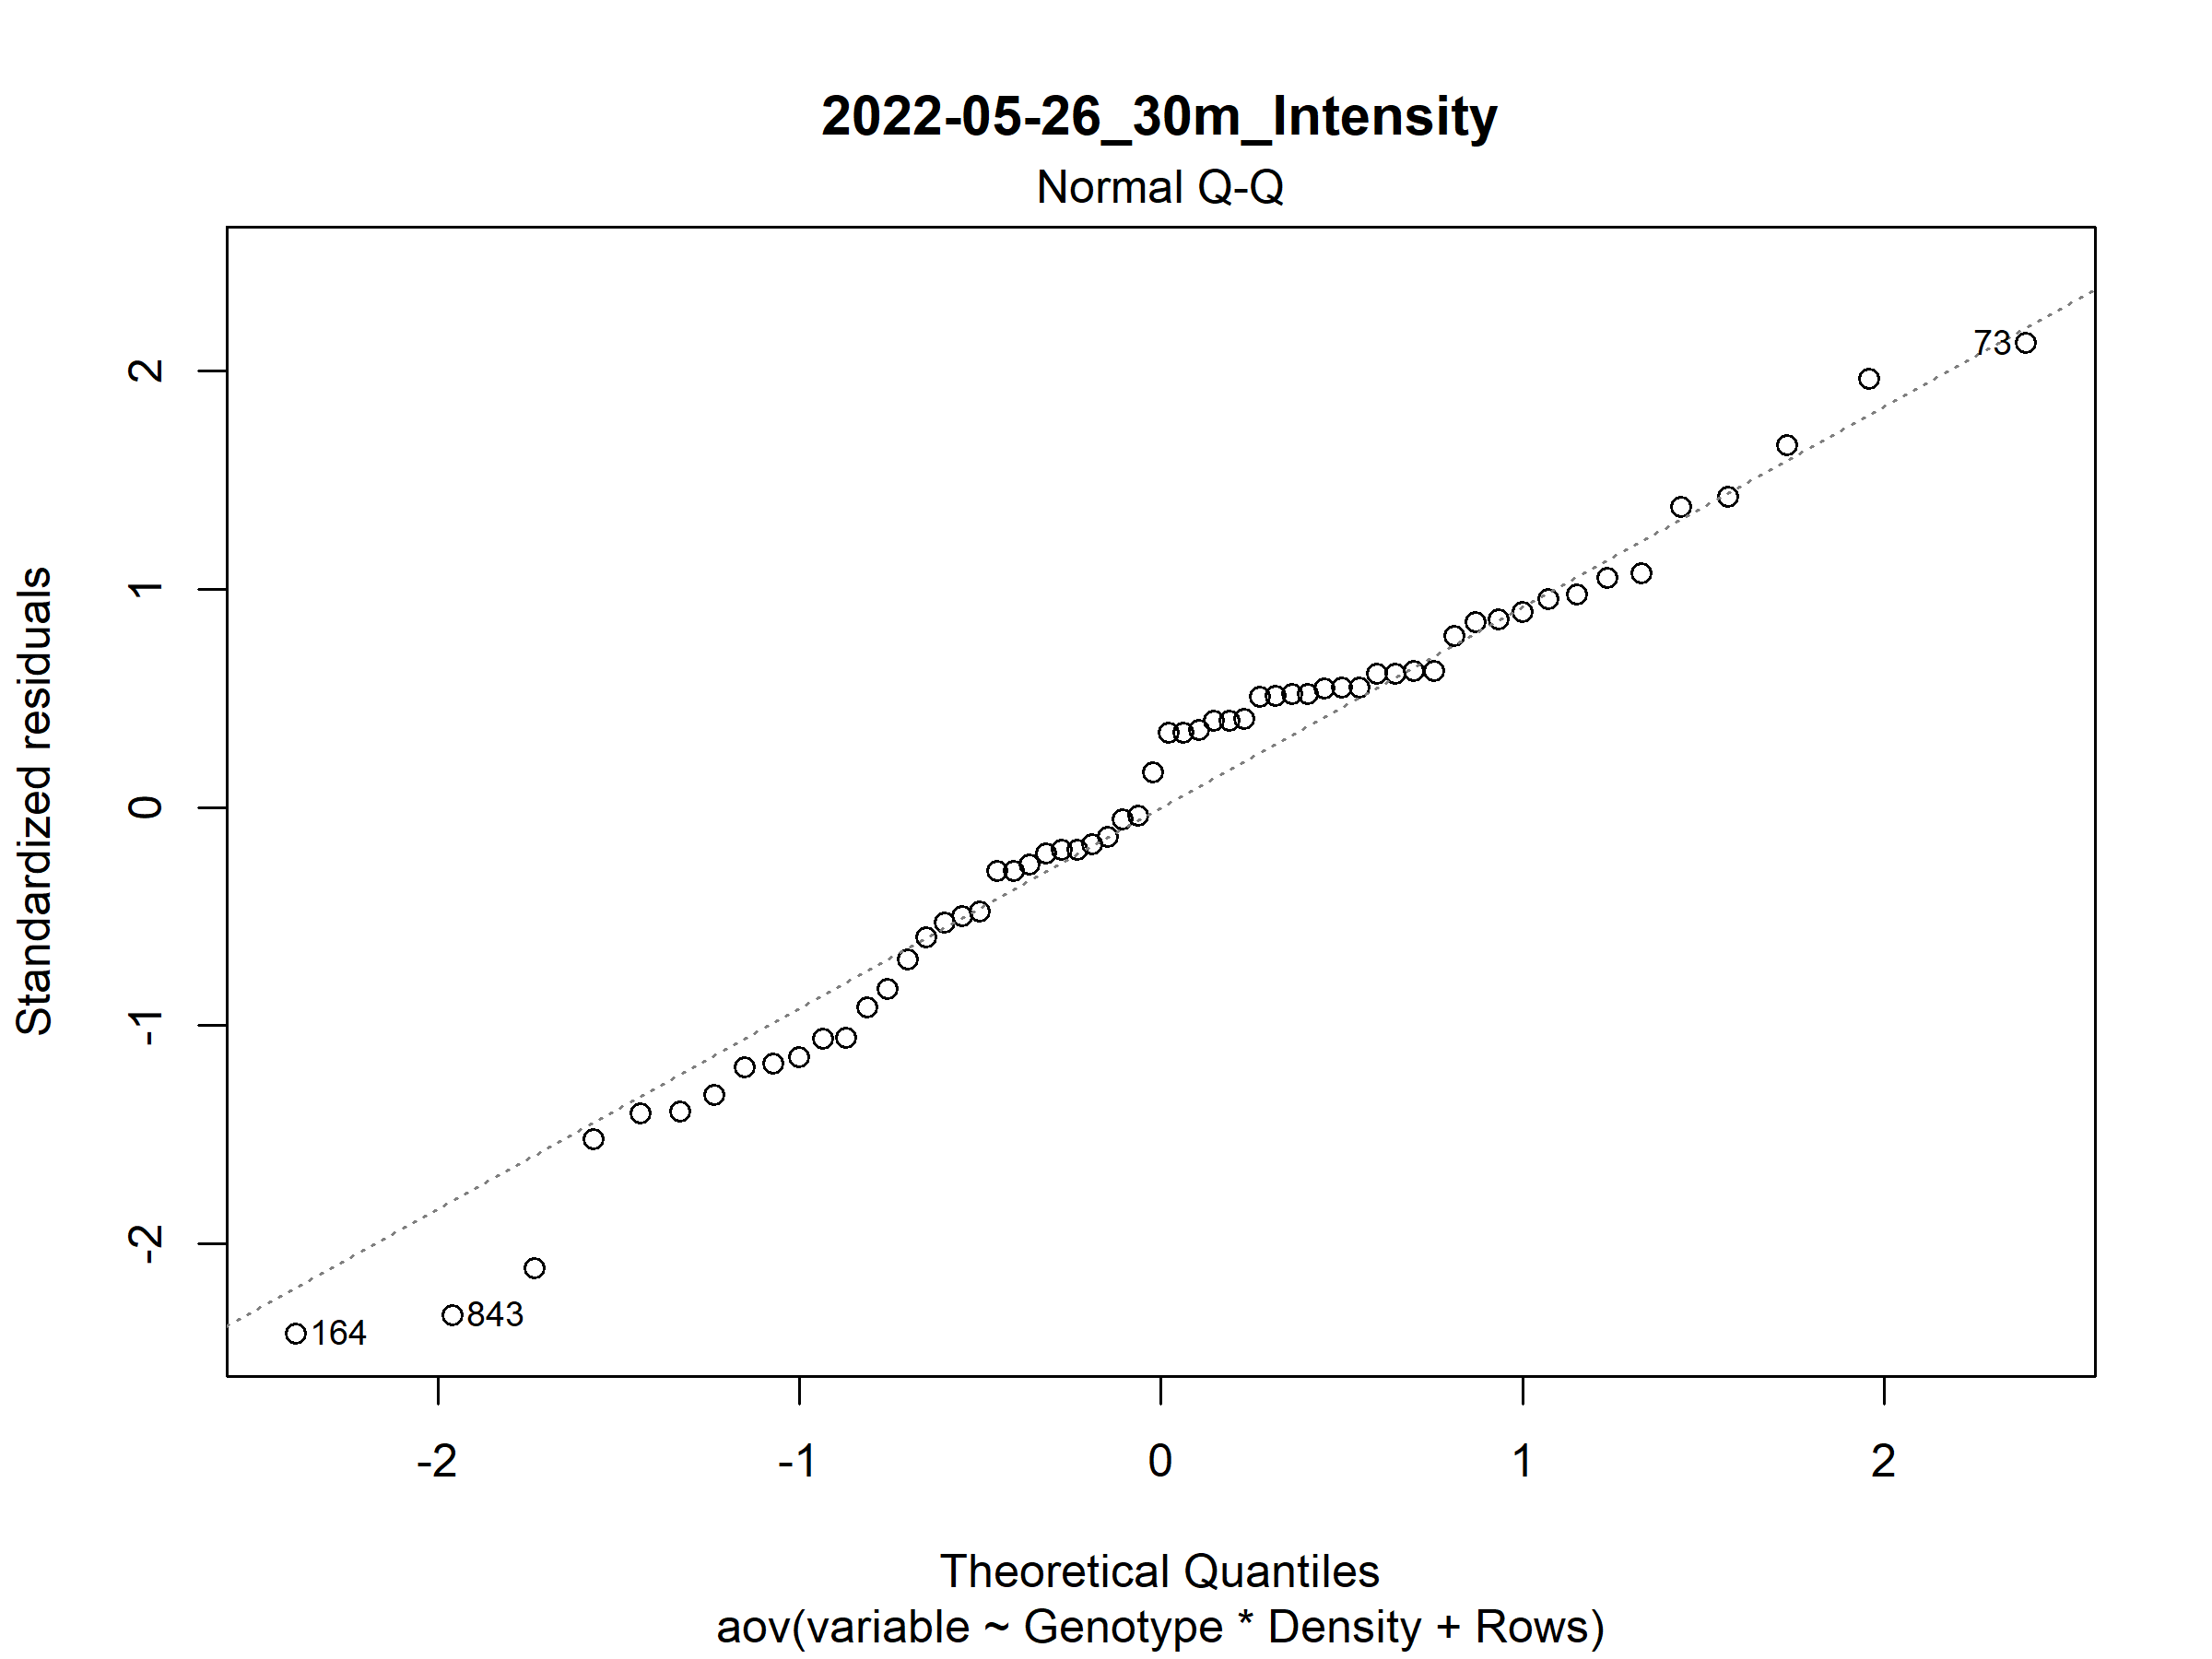 2022-05-26_30m_Intensity
Normal Q-Q
Standardized residuals
2
1
0
-1
-2
73
843
164
-2
-1
0
1
2
Theoretical Quantiles
aov(variable ~ Genotype * Density + Rows)